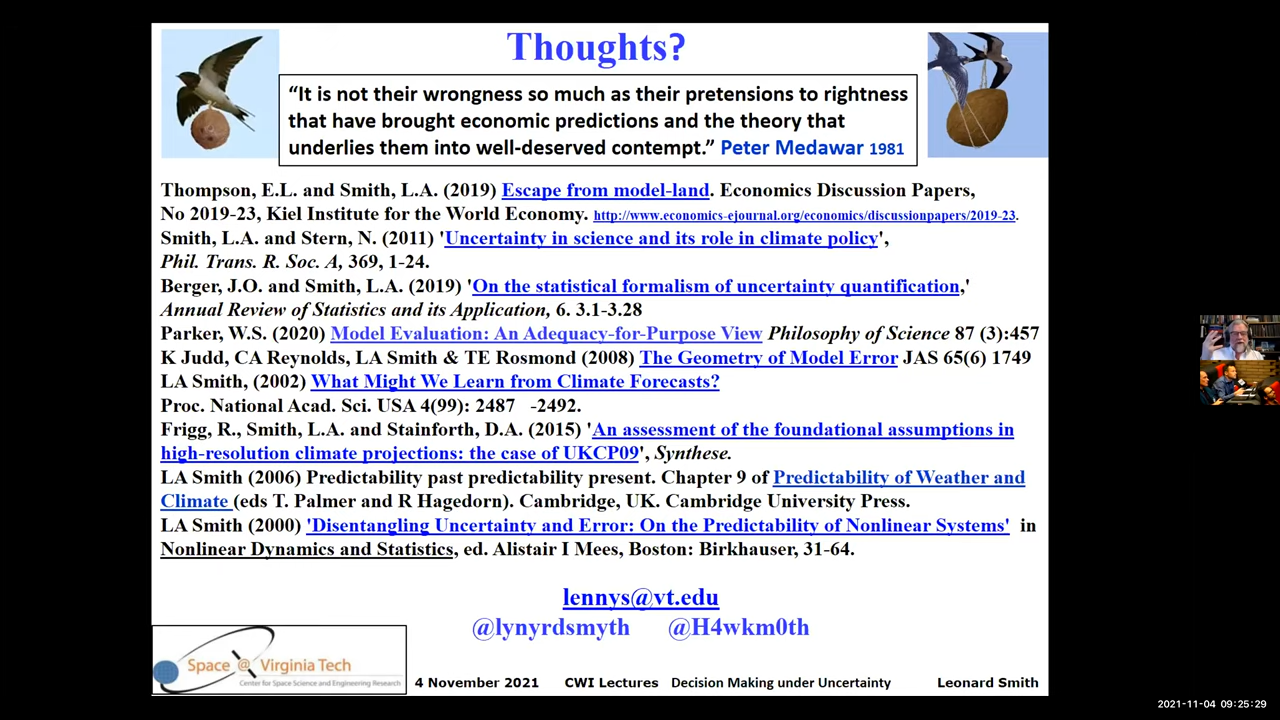 Thoughts?
“It is not their wrongness so much as their pretensions to rightness
that have brought economic predictions and the theory that
underlies them into well-deserved contempt.” Peter Medawar 1981
Thompson, E.L. and Smith, L.A. (2019) Escape from model-land. Economics Discussion Papers,
No 2019-23, Kiel Institute for the World Economy. http://www.economics-ejournal.org/economics/discussionpapers/2019-23.
Smith, L.A. and Stern, N. (2011) 'Uncertainty in science and its role in climate policy',
Phil. Trans. R. Soc. A, 369, 1-24.
Berger, J.O. and Smith, L.A. (2019) 'On the statistical formalism of uncertainty quantification,'
Annual Review of Statistics and its Application, 6. 3.1-3.28
Parker, W.S. (2020) Model Evaluation: An Adequacy-for-Purpose View Philosophy of Science 87 (3):457
K Judd, CA Reynolds, LA Smith & TE Rosmond (2008) The Geometry of Model Error JAS 65(6) 1749
LA Smith, (2002) What Might We Learn from Climate Forecasts?
Proc. National Acad. Sci. USA 4(99): 2487 -2492.
Frigg, R., Smith, L.A. and Stainforth, D.A. (2015) 'An assessment of the foundational assumptions in
high-resolution climate projections: the case of UKCP09', Synthese.
LA Smith (2006) Predictability past predictability present. Chapter 9 of Predictability of Weather and
Climate (eds T. Palmer and R Hagedorn). Cambridge, UK. Cambridge University Press.
LA Smith (2000) 'Disentangling Uncertainty and Error: On the Predictability of Nonlinear Systems' in
Nonlinear Dynamics and Statistics, ed. Alistair I Mees, Boston: Birkhauser, 31-64.
lennys@vt.edu
@lynyrdsmyth @H4wkm0th
Space @ Virginia Tech
Center for Space Science and Engineering Research
4 November 2021 CWI Lectures Decision Making under Uncertainty Leonard Smith
2021-11-04 09:25:29